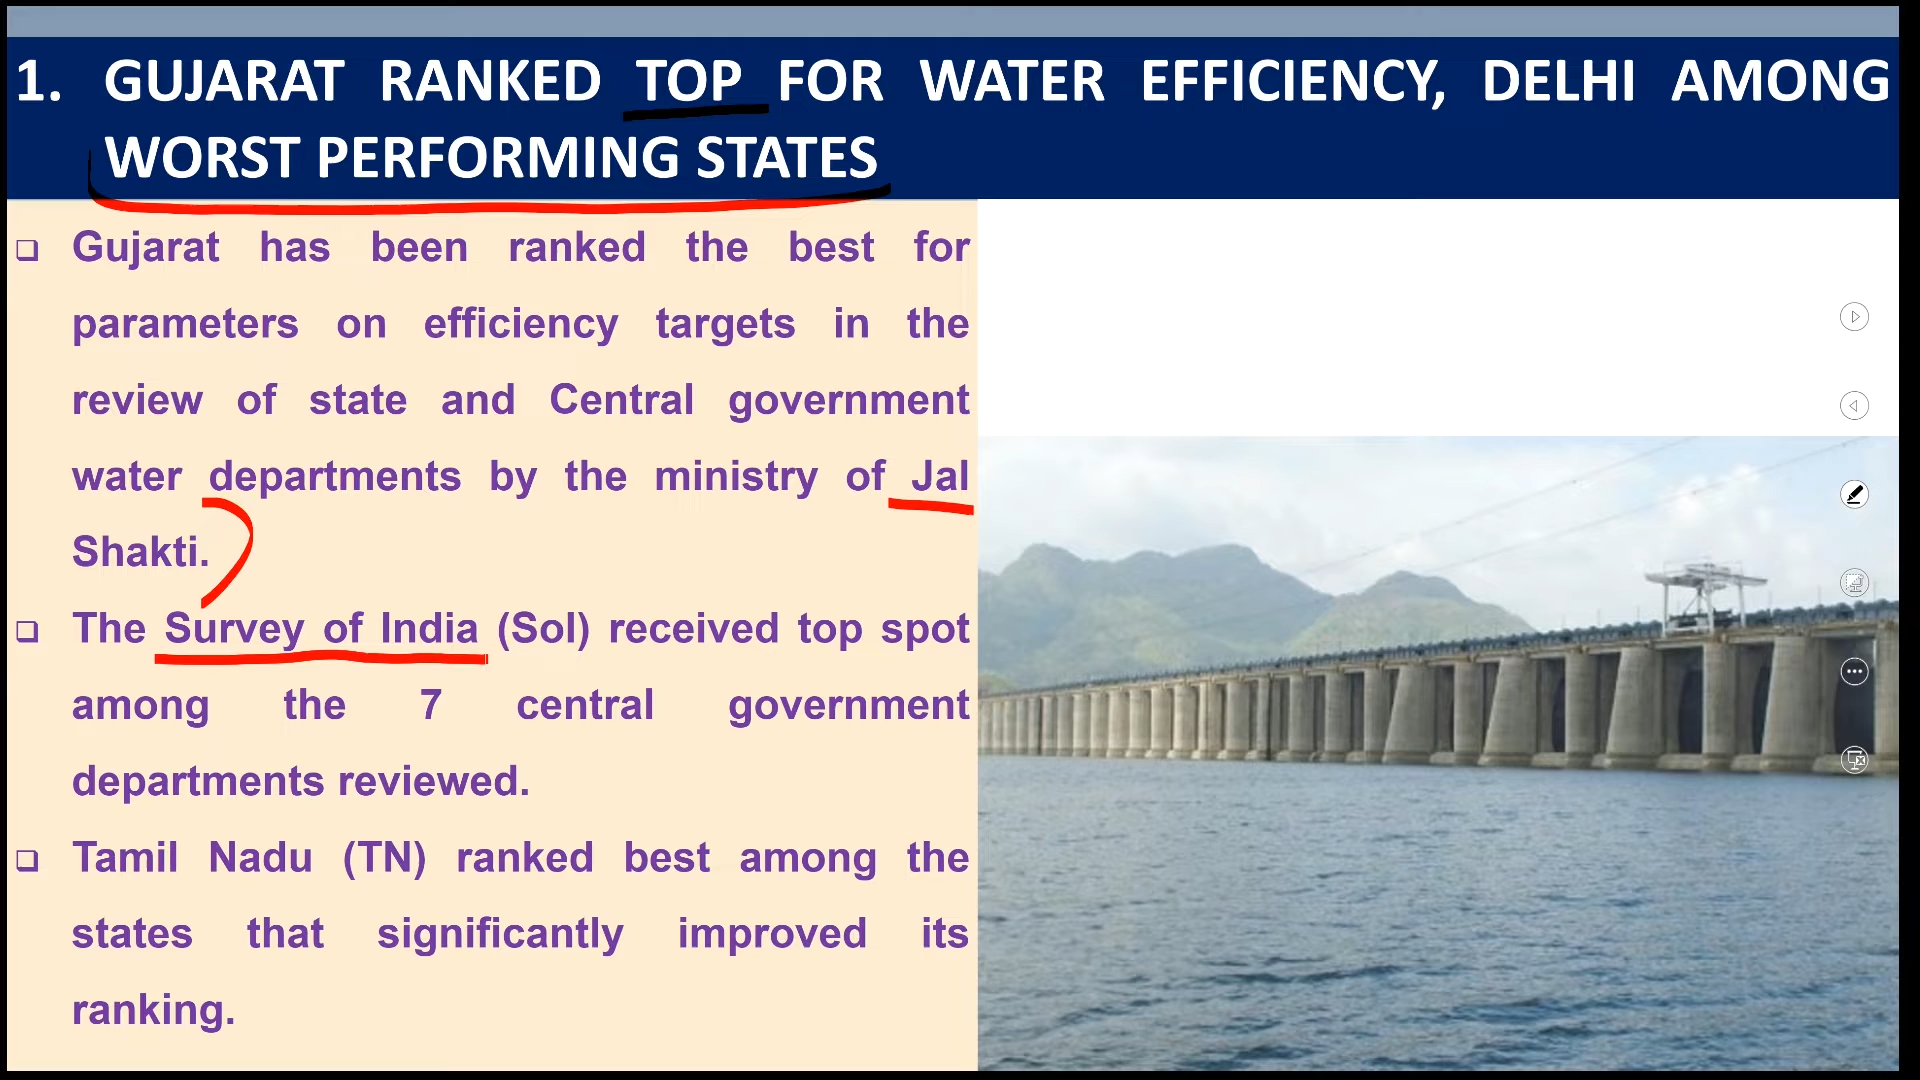 1. GUJARAT RANKED TOP FOR WATER EFFICIENCY, DELHI AMONG
WORST PERFORMING STATES
Gujarat has been ranked the best for
parameters on efficiency targets in the
review of state and Central government
water departments by the ministry of Jal
Shakti.
The Survey of India (SoI) received top spot
among the 7 central government
departments reviewed.
Tamil Nadu (TN) ranked best among the
states that significantly improved its
ranking.